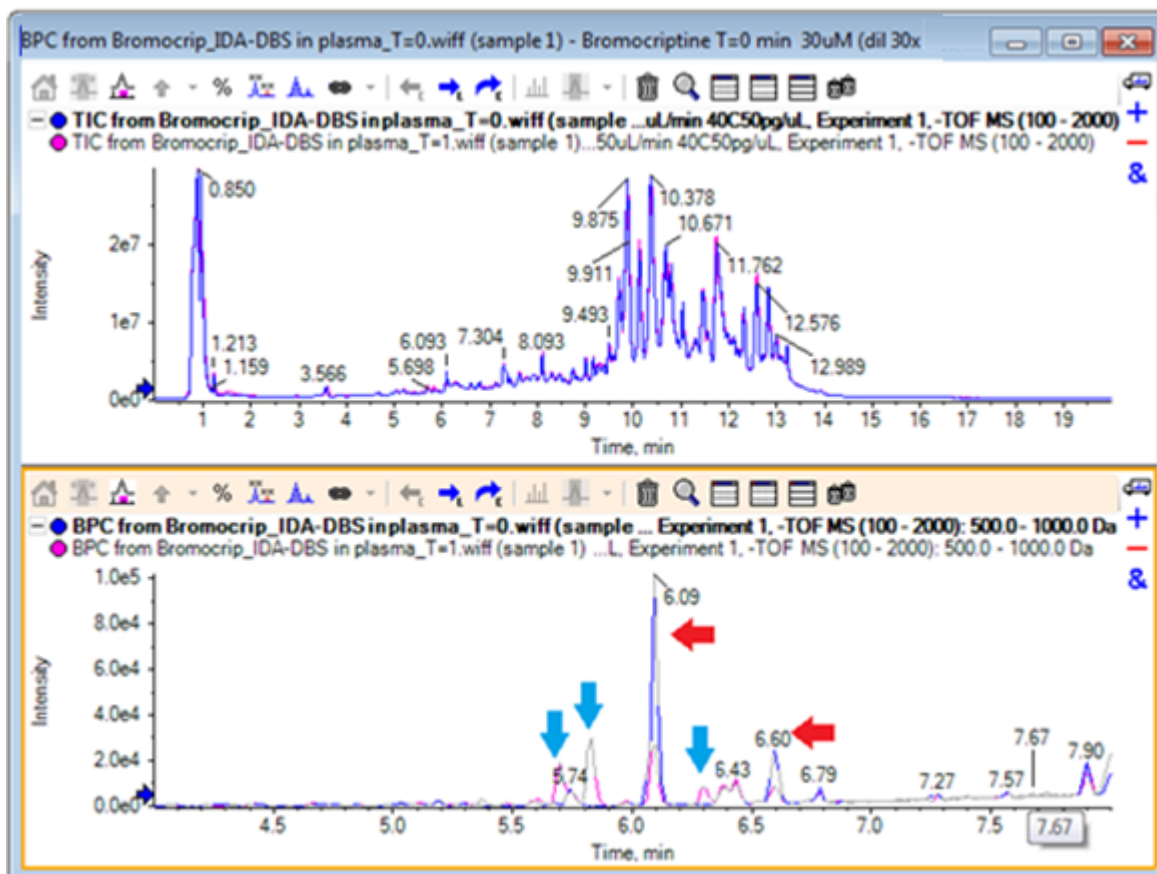 BPC from Bromocrip_IDA-DBS in plasma_T=0.wiff (sample 1) - Bromocriptine T=0 min 30uM (dil 30x
%
TIC from Bromocrip_IDA-DBS in plasma_T=0.wiff (sample ...uL/min 40C50pg/uL, Experiment 1, -TOF MS (100 - 2000)
TIC from Bromocrip_IDA-DBS in plasma_T=1.wiff (sample 1)...50uL/min 40C50pg/uL, Experiment 1, -TOF MS (100 - 2000)
+
−
&
Intensity
2e7
1e7
0e0
0.850
1.213
1.159
3.566
5.698
6.093
7.304
8.093
9.493
9.875
9.911
10.378
10.671
11.762
12.576
12.989
1 2 3 4 5 6 7 8 9 10 11 12 13 14 15 16 17 18 19
Time, min
%
BPC from Bromocrip_IDA-DBS in plasma_T=0.wiff (sample ... Experiment 1, -TOF MS (100 - 2000): 500.0 - 1000.0 Da
BPC from Bromocrip_IDA-DBS in plasma_T=1.wiff (sample 1) ...L, Experiment 1, -TOF MS (100 - 2000): 500.0 - 1000.0 Da
+
−
&
Intensity
1.0e5
8.0e4
6.0e4
4.0e4
2.0e4
0.0e0
5.74
6.09
6.43
6.60
6.79
7.27
7.57
7.67
7.90
4.5 5.0 5.5 6.0 6.5 7.0 7.5
7.67
Time, min